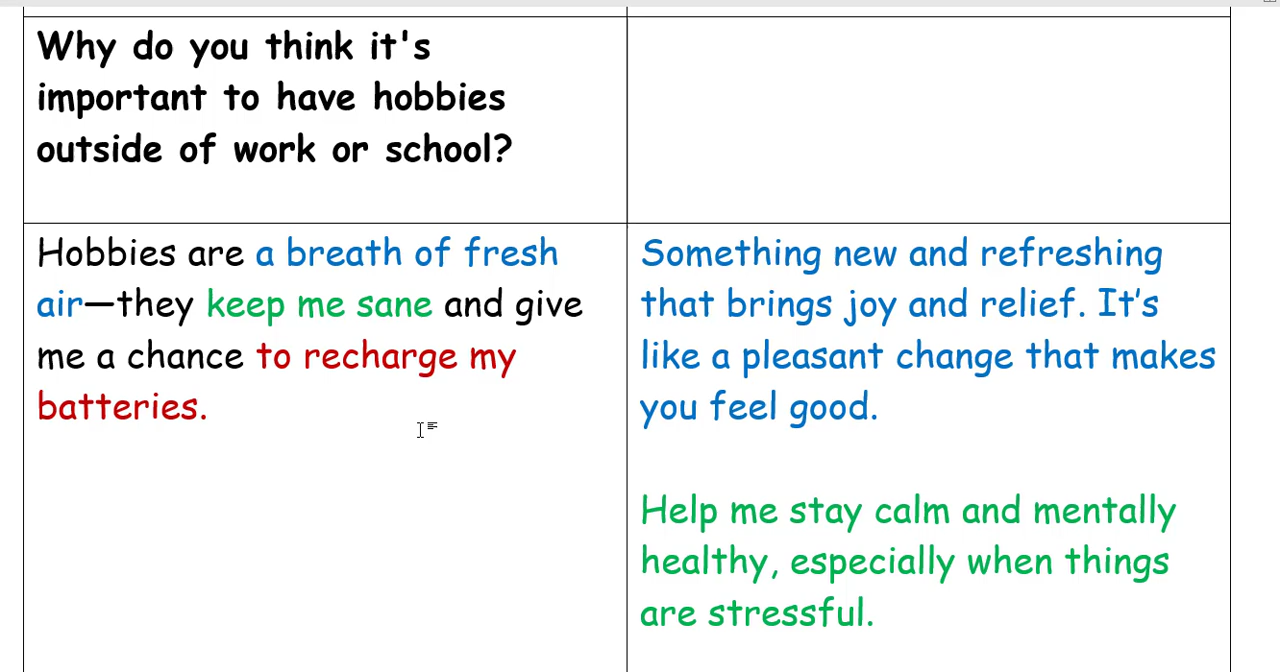 Why do you think it's
important to have hobbies
outside of work or school?
Hobbies are a breath of fresh
air—they keep me sane and give
me a chance to recharge my
batteries.
Something new and refreshing
that brings joy and relief. It’s
like a pleasant change that makes
you feel good.
Help me stay calm and mentally
healthy, especially when things
are stressful.